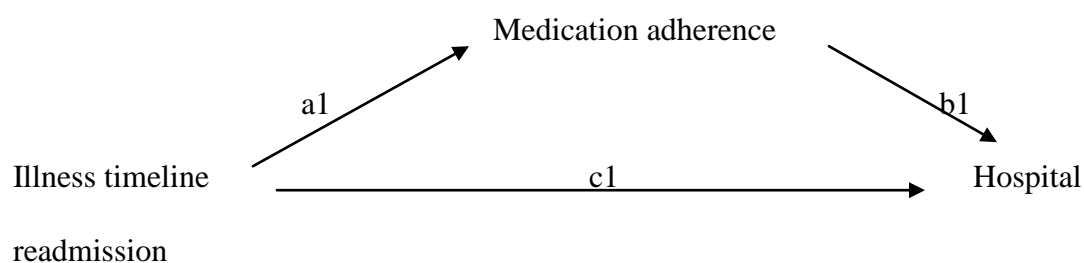 Medication adherence
a1 b1
Illness timeline c1 Hospital
readmission